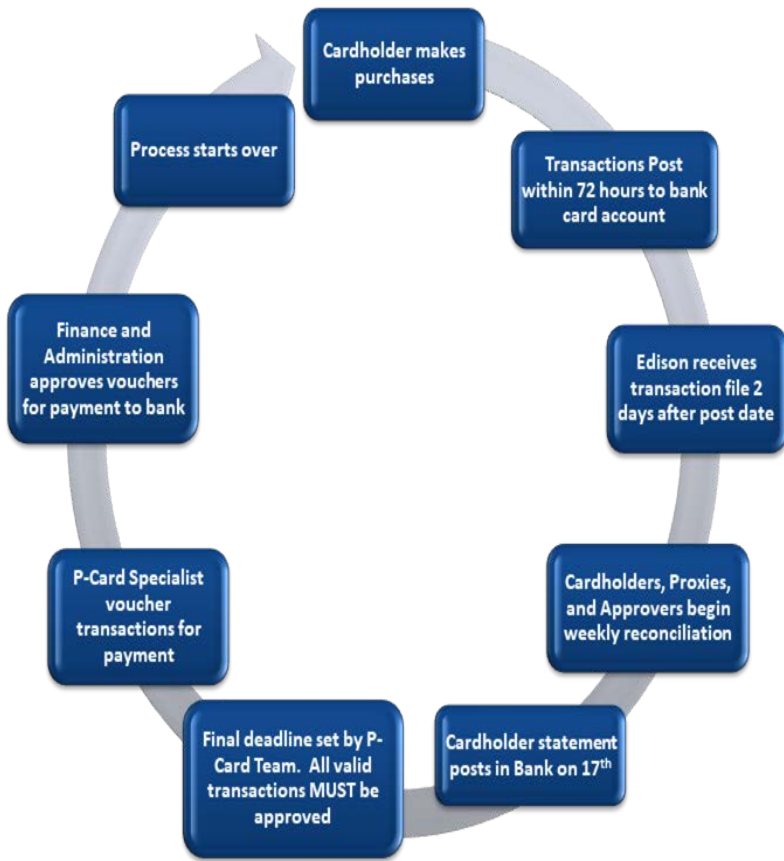 Cardholder makes
purchases
Transactions Post
within 72 hours to bank
card account
Edison receives
transaction file 2
days after post date
Cardholders, Proxies,
and Approvers begin
weekly reconciliation
Cardholder statement
posts in Bank on 17th
Final deadline set by P-
Card Team. All valid
transactions MUST be
approved
P-Card Specialist
voucher
transactions for
payment
Finance and
Administration
approves vouchers
for payment to bank
Process starts over